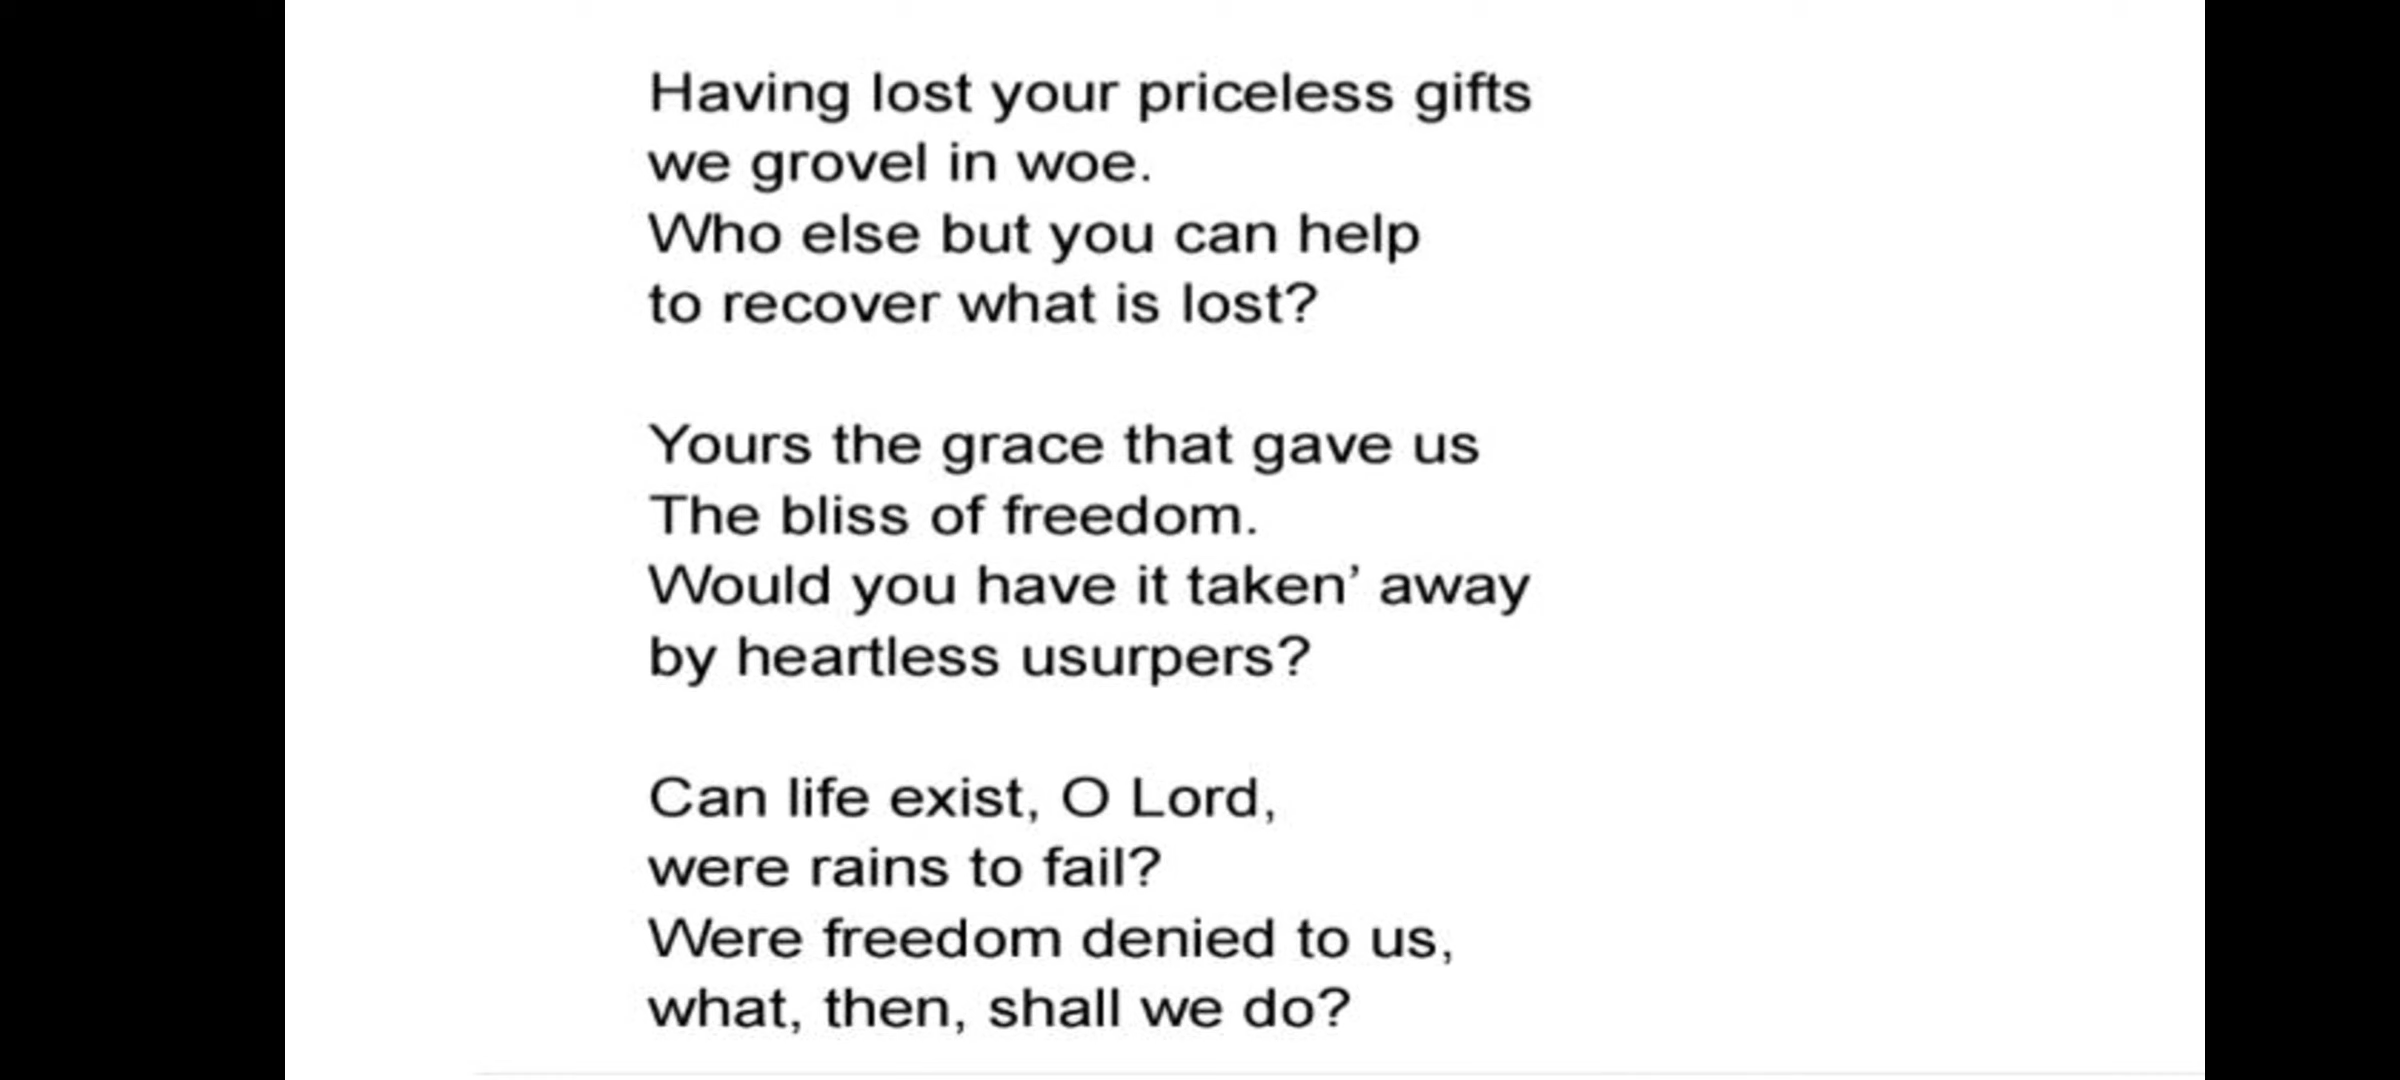 Having lost your priceless gifts
we grovel in woe.
Who else but you can help
to recover what is lost?
Yours the grace that gave us
The bliss of freedom.
Would you have it taken’ away
by heartless usurpers?
Can life exist, O Lord,
were rains to fail?
Were freedom denied to us,
what, then, shall we do?